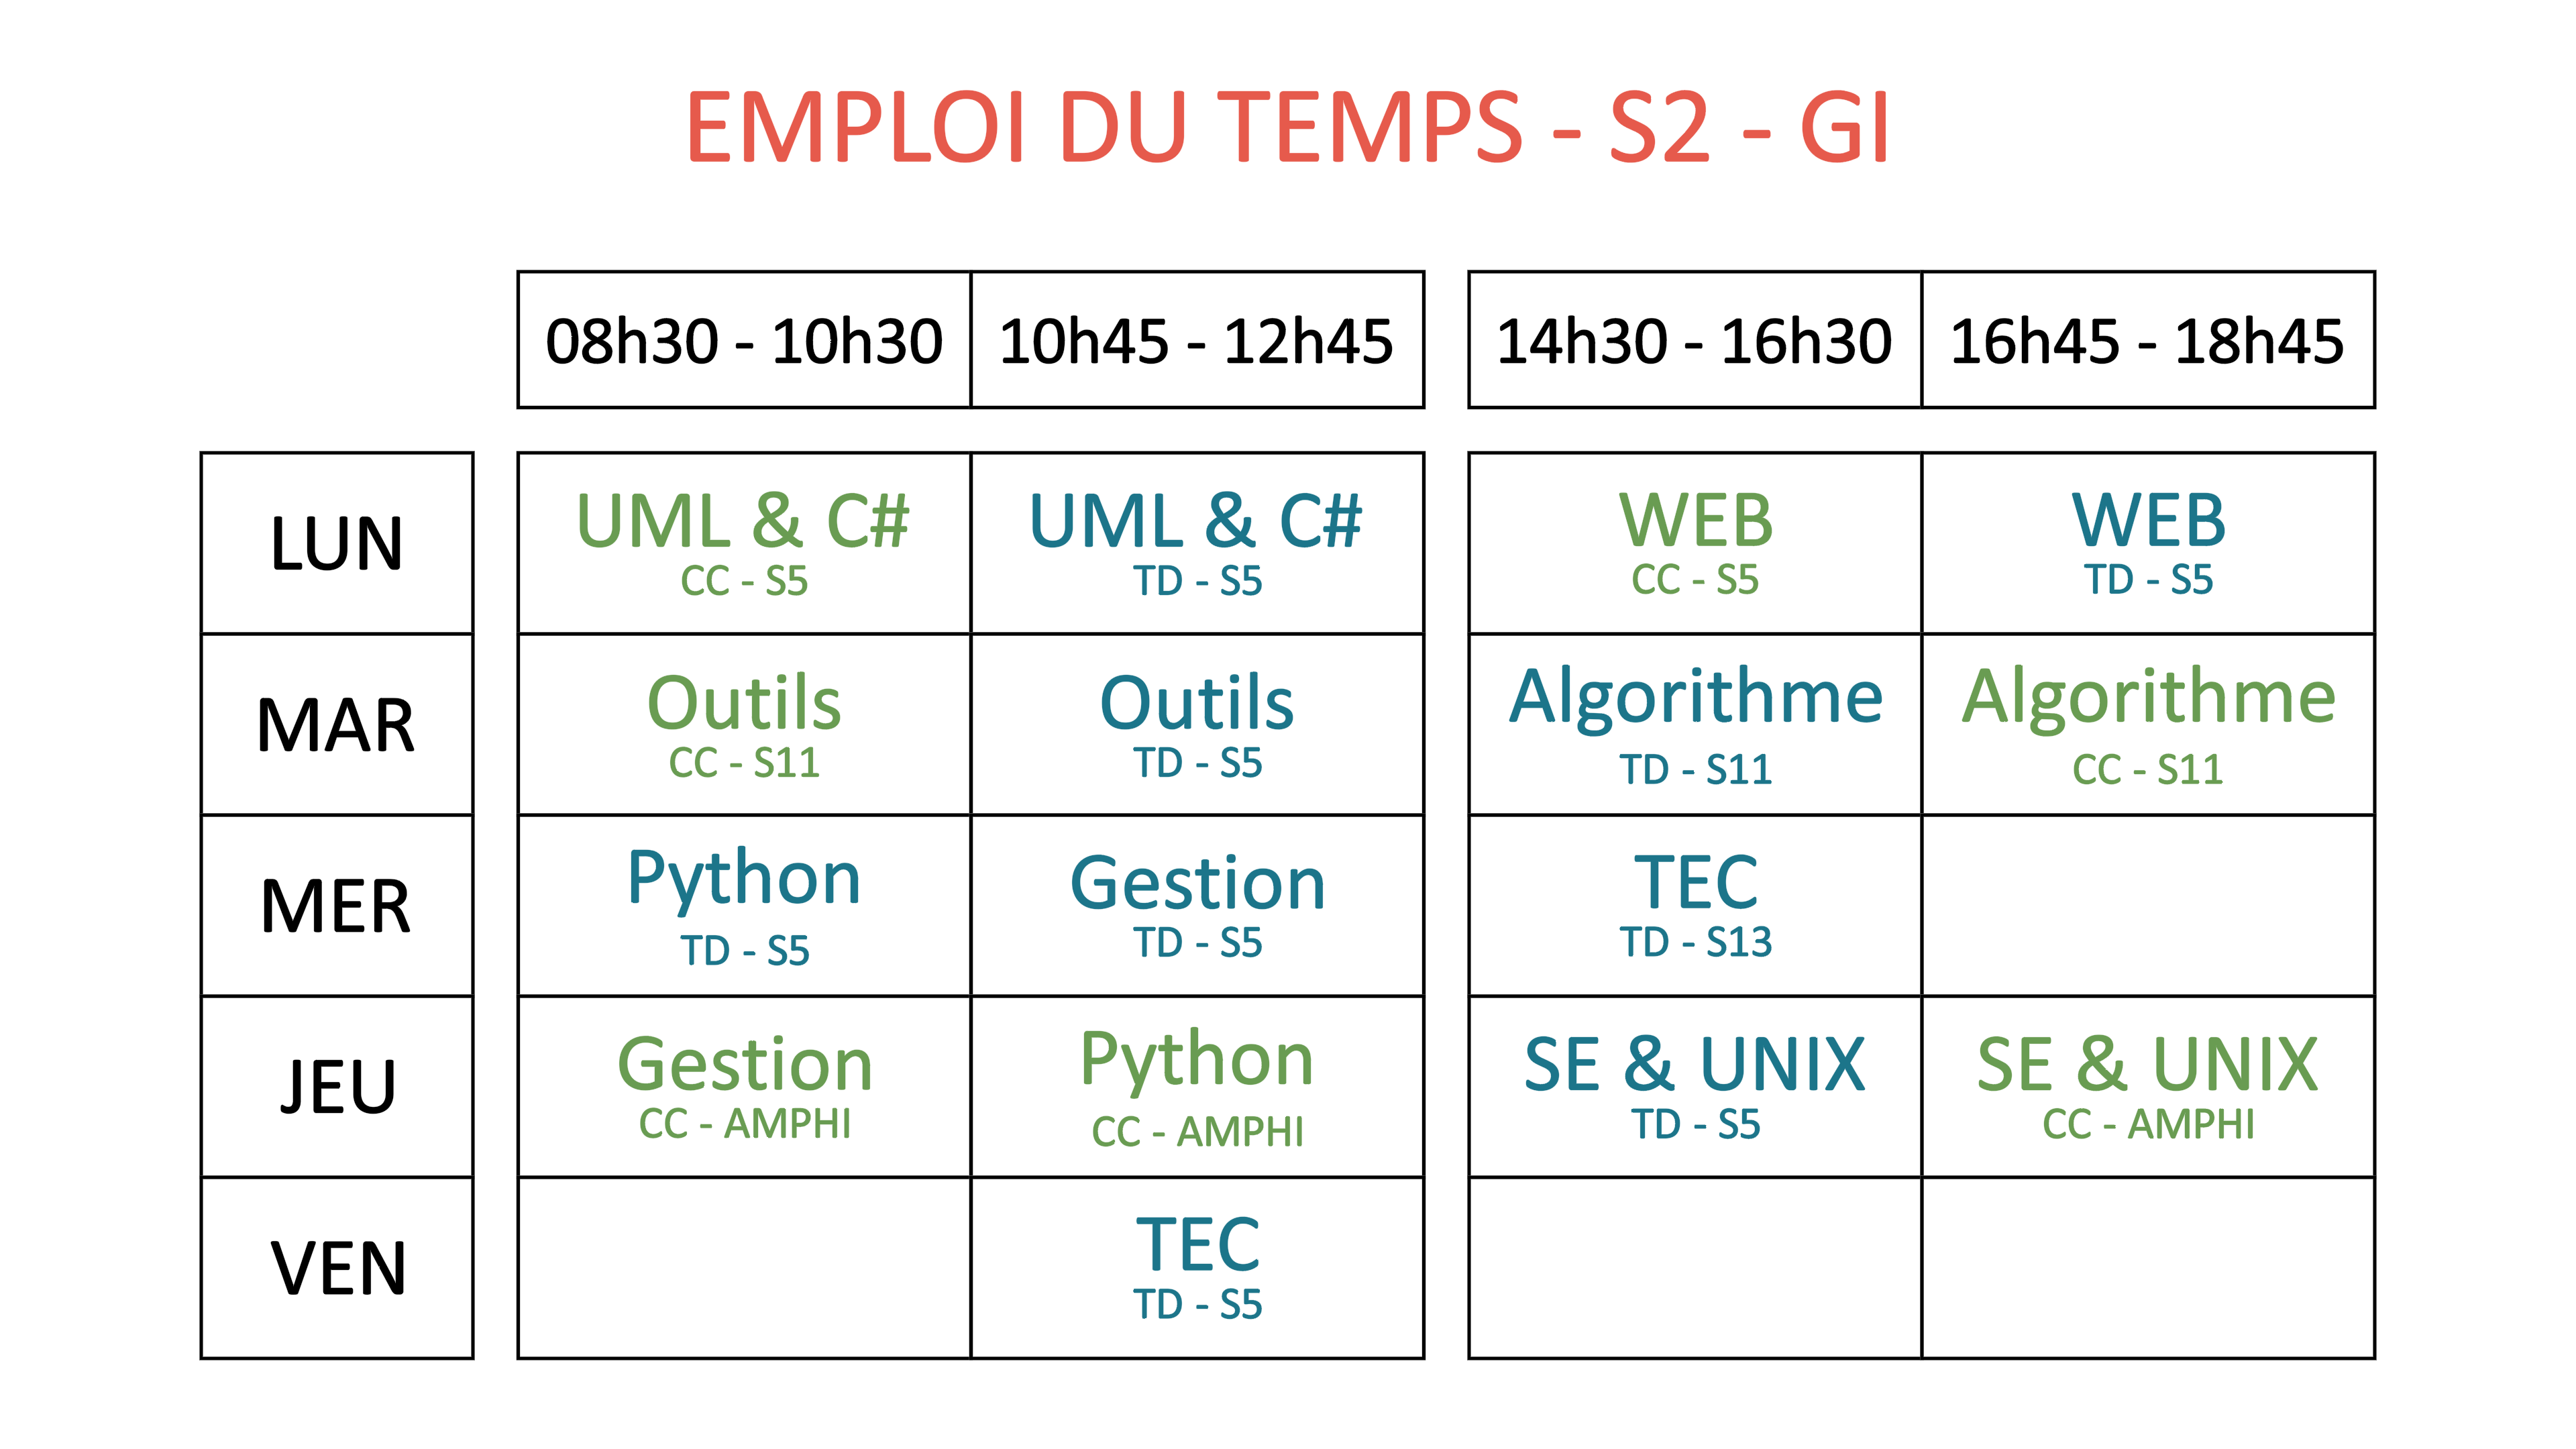 EMPLOI DU TEMPS - S2 - GI
08h30 - 10h30
10h45 - 12h45
14h30 - 16h30
16h45 - 18h45
LUN
UML & C#
CC - S5
UML & C#
TD - S5
WEB
CC - S5
WEB
TD - S5
MAR
Outils
CC - S11
Outils
TD - S5
Algorithme
TD - S11
Algorithme
CC - S11
MER
Python
TD - S5
Gestion
TD - S5
TEC
TD - S13
JEU
Gestion
CC - AMPHI
Python
CC - AMPHI
SE & UNIX
TD - S5
SE & UNIX
CC - AMPHI
VEN
TEC
TD - S5